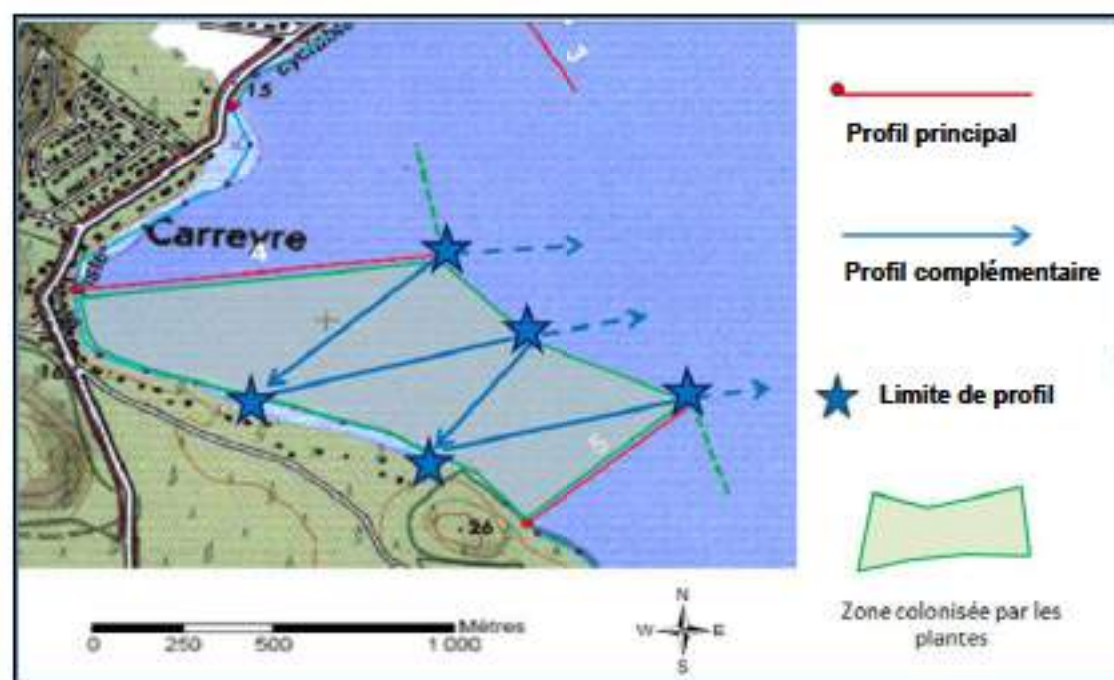 15
Carreyre
4
5
26
Profil principal
Profil complémentaire
Limite de profil
Zone colonisée par les
plantes
Mètres
0 250 500 1 000
N
W E
S